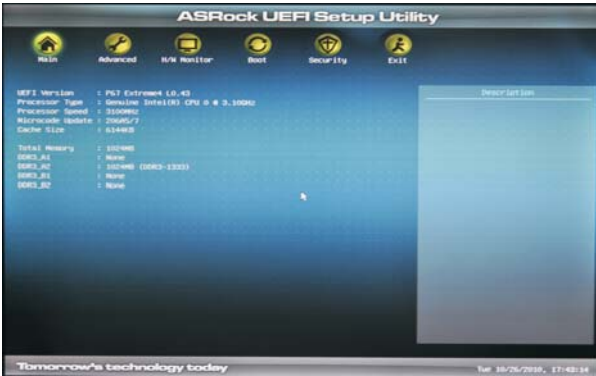 ASRock UEFI Setup Utility
Main Advanced H/W Monitor Boot Security Exit
UEFI Version : P67 Extreme4 L0.43
Processor Type : Genuine Intel(R) CPU 0 @ 3.10GHz
Processor Speed : 3100MHz
Microcode Update : 206A5/7
Cache Size : 6144KB
Total Memory : 1024MB
DDR3_A1 : None
DDR3_A2 : 1024MB (DDR3-1333)
DDR3_B1 : None
DDR3_B2 : None
Description
Tomorrow's technology today
Tue 10/26/2010, 17:43:14